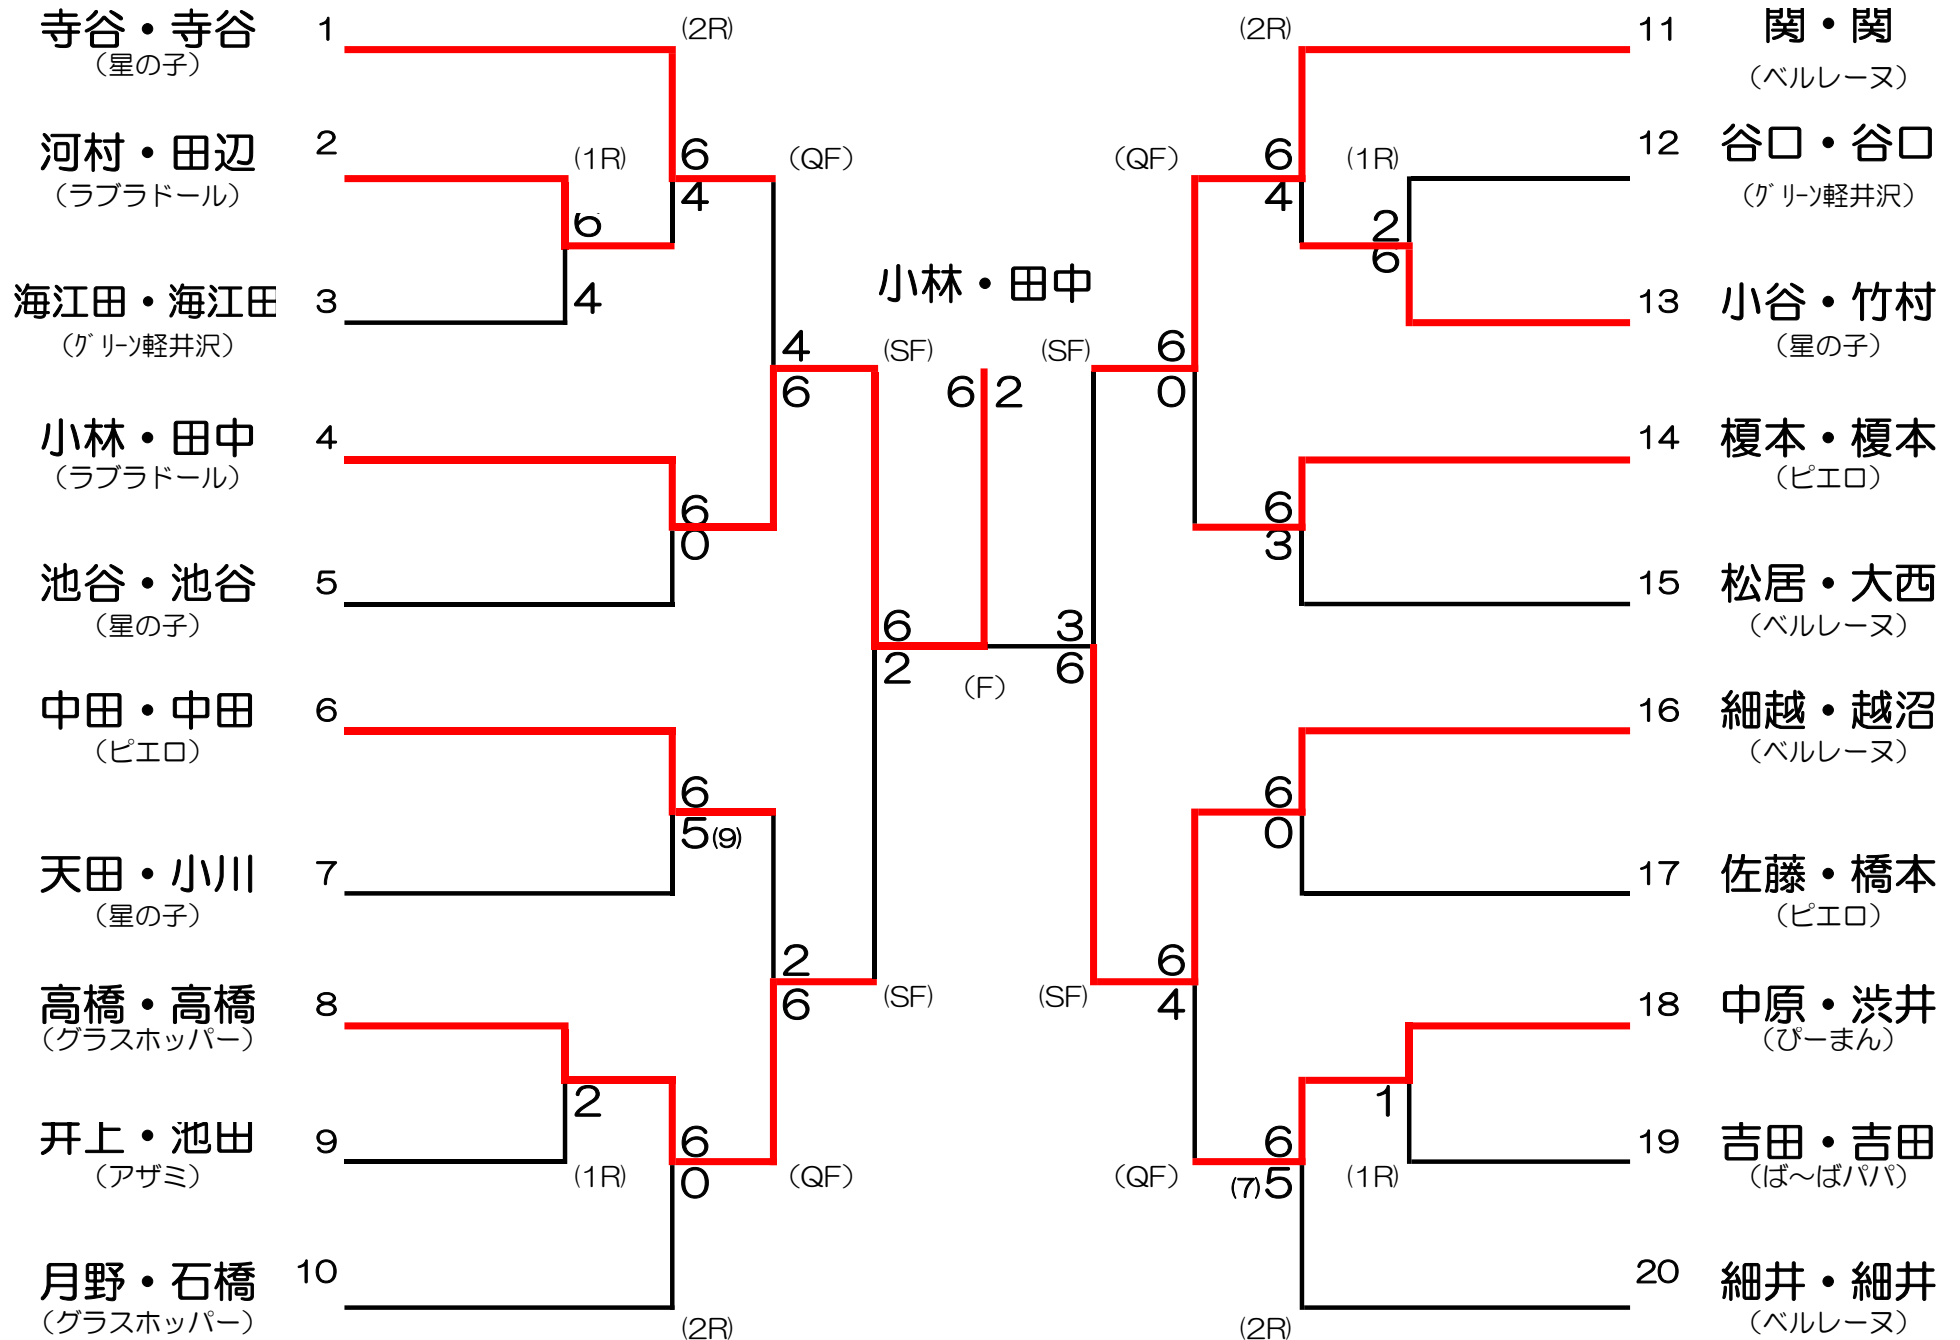 寺谷・寺谷 1
（星の子）
(2R)
河村・田辺 2
（ラブラドール）
(1R)
6
4
(QF)
6
4
海江田・海江田 3
（ｸﾞﾘｰﾝ軽井沢）
小林・田中 4
（ラブラドール）
4
6
(SF)
6
0
池谷・池谷 5
（星の子）
6
2
中田・中田 6
（ピエロ）
6
5(9)
天田・小川 7
（星の子）
2
6
(SF)
高橋・高橋 8
（グラスホッパー）
2
井上・池田 9
（アザミ）
(1R)
6
0
(QF)
月野・石橋 10
（グラスホッパー）
(2R)
小林・田中
6 2
(F)
(2R)
11 関・関
（ベルレーヌ）
(QF)
6
4
(1R)
12 谷口・谷口
（ｸﾞﾘｰﾝ軽井沢）
2
6
13 小谷・竹村
（星の子）
(SF)
6
0
14 榎本・榎本
（ピエロ）
6
3
15 松居・大西
（ベルレーヌ）
3
6
16 細越・越沼
（ベルレーヌ）
6
0
17 佐藤・橋本
（ピエロ）
(SF)
6
4
18 中原・渋井
（ぴーまん）
1
19 吉田・吉田
（ば～ばパパ）
(QF)
6
(7)5
(1R)
20 細井・細井
（ベルレーヌ）
(2R)